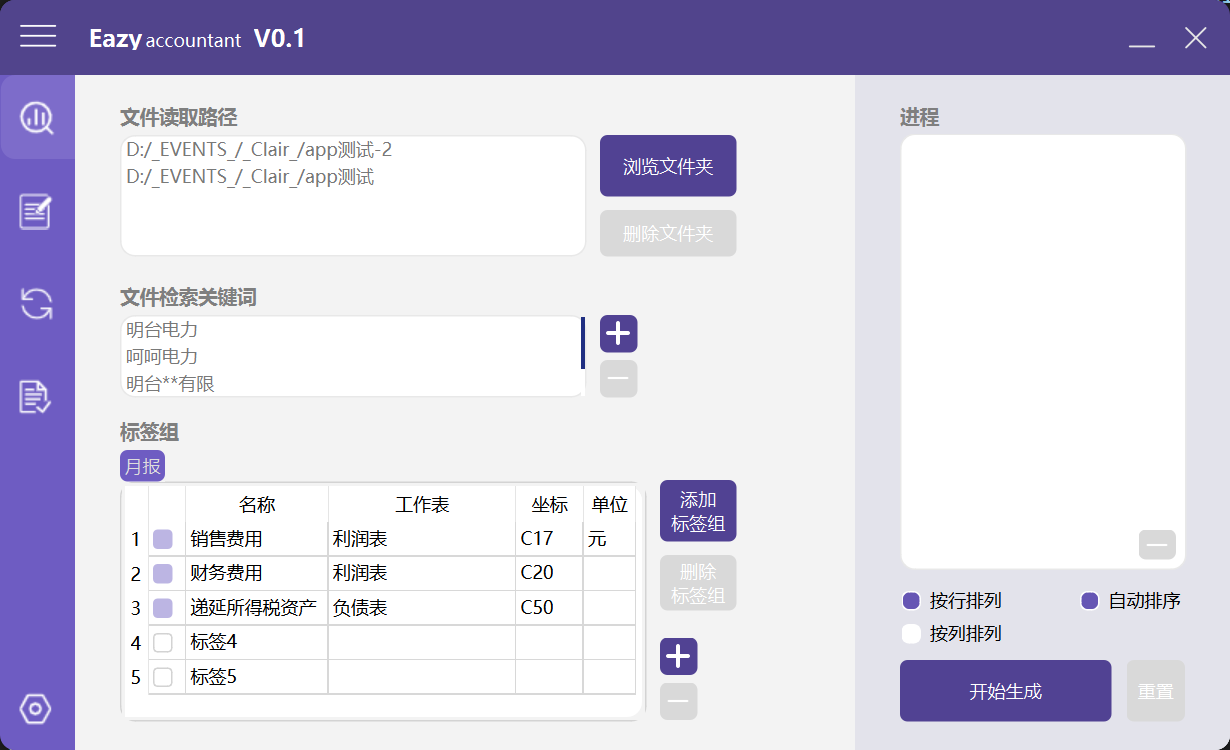 Eazy accountant V0.1
文件读取路径
D:/_EVENTS_/_Clair_/app测试-2
D:/_EVENTS_/_Clair_/app测试
浏览文件夹
删除文件夹
文件检索关键词
明台电力
呵呵电力
明台**有限
标签组
月报
名称 工作表 坐标 单位
1 销售费用 利润表 C17 元
2 财务费用 利润表 C20
3 递延所得税资产 负债表 C50
4 标签4
5 标签5
添加
标签组
删除
标签组
进程
按行排列 自动排序
按列排列
开始生成 重置